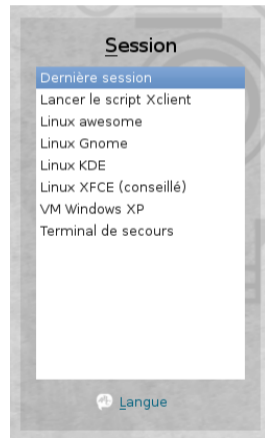 Session
Dernière session
Lancer le script Xclient
Linux awesome
Linux Gnome
Linux KDE
Linux XFCE (conseillé)
VM Windows XP
Terminal de secours
Langue